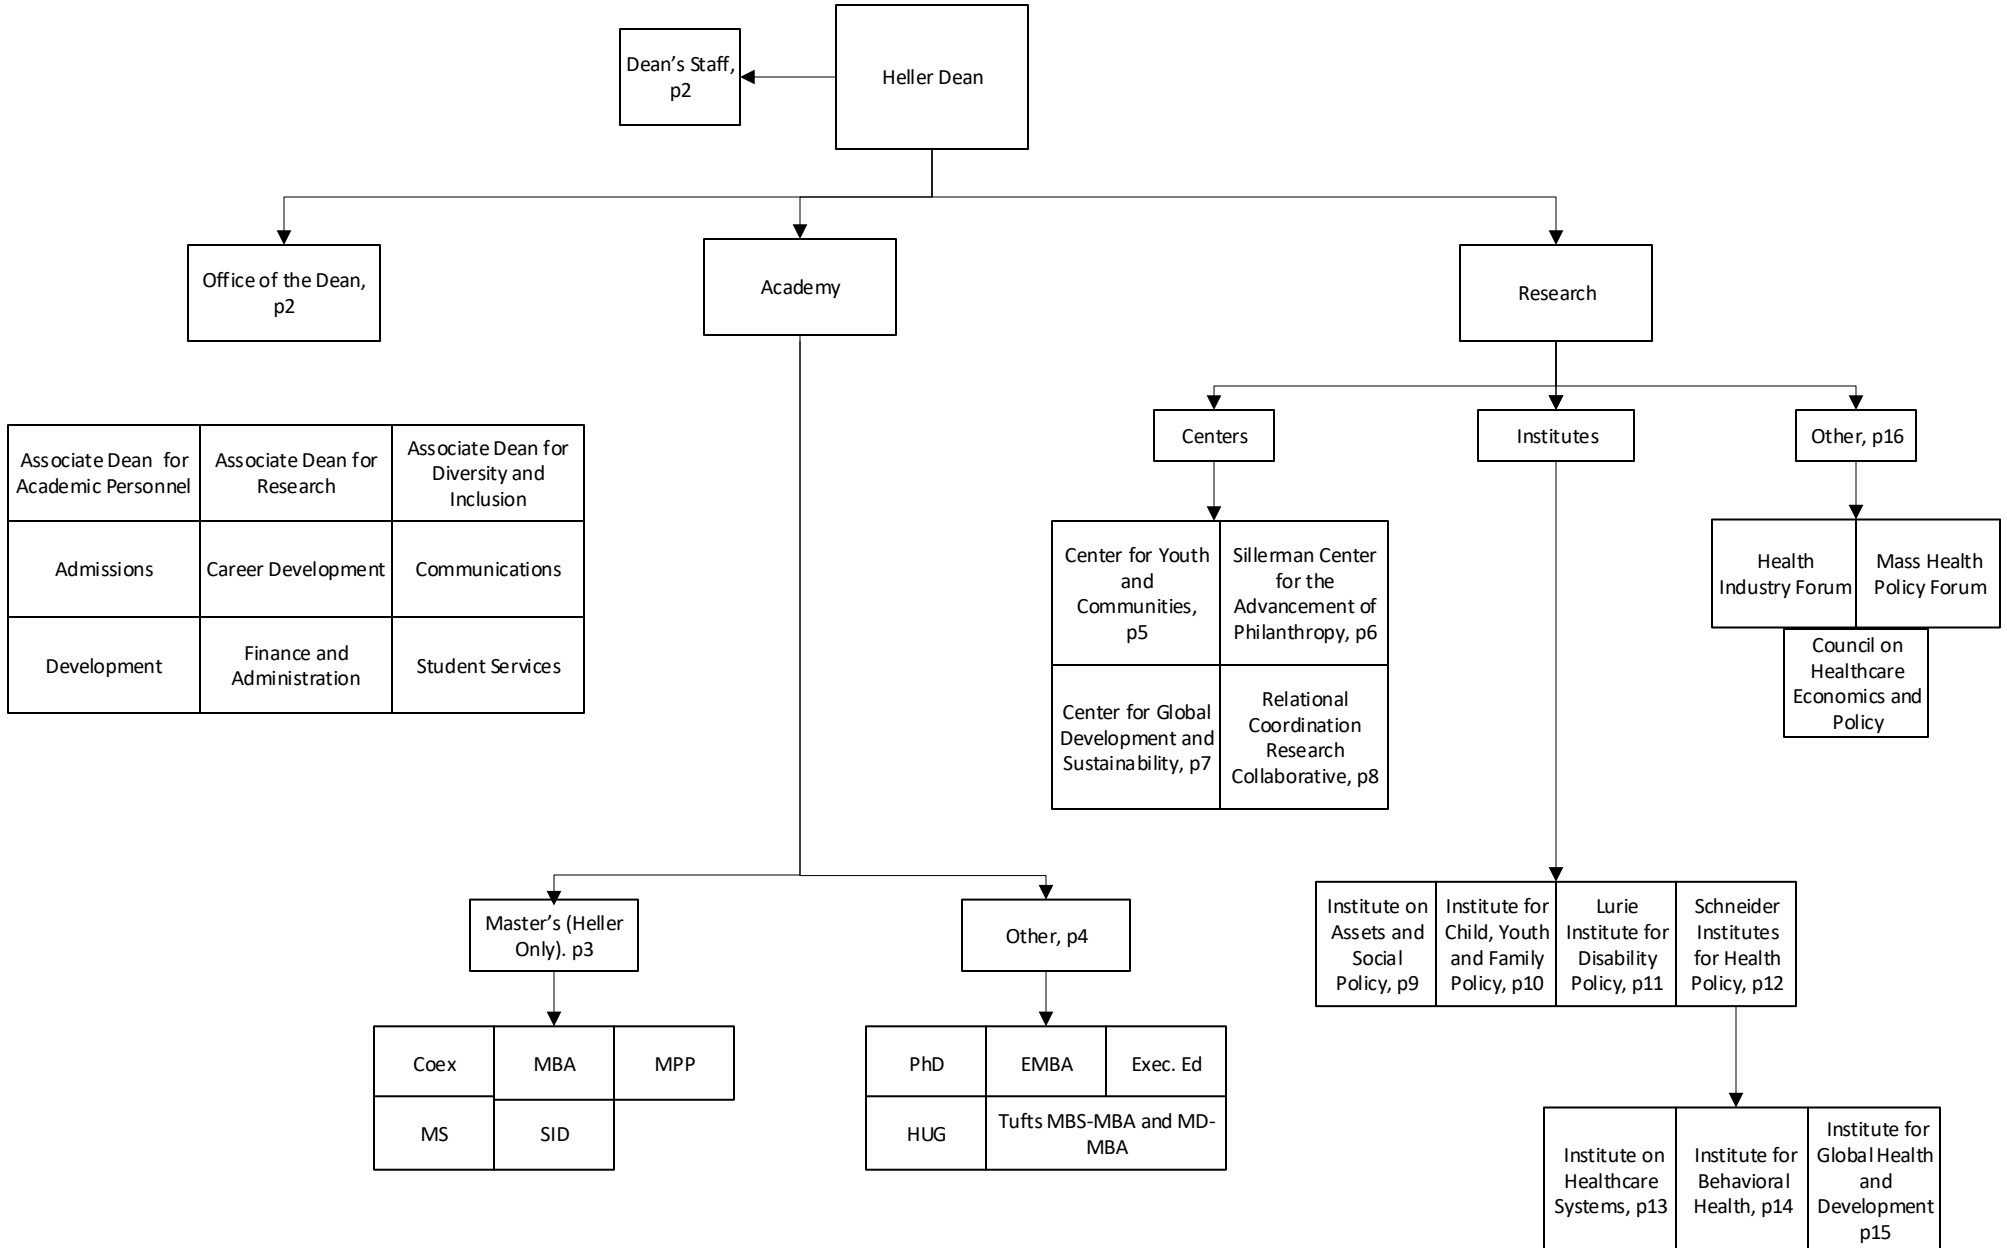 Dean’s Staff,
p2
Heller Dean
Office of the Dean,
p2
Academy
Research
Associate Dean for
Academic Personnel
Associate Dean for
Research
Associate Dean for
Diversity and
Inclusion
Admissions
Career Development
Communications
Development
Finance and
Administration
Student Services
Centers
Institutes
Other, p16
Center for Youth
and
Communities,
p5
Sillerman Center
for the
Advancement of
Philanthropy, p6
Center for Global
Development and
Sustainability, p7
Relational
Coordination
Research
Collaborative, p8
Health
Industry Forum
Mass Health
Policy Forum
Council on
Healthcare
Economics and
Policy
Master’s (Heller
Only). p3
Other, p4
Coex
MBA
MPP
MS
SID
PhD
EMBA
Exec. Ed
HUG
Tufts MBS-MBA and MD-
MBA
Institute on
Assets and
Social
Policy, p9
Institute for
Child, Youth
and Family
Policy, p10
Lurie
Institute for
Disability
Policy, p11
Schneider
Institutes
for Health
Policy, p12
Institute on
Healthcare
Systems, p13
Institute for
Behavioral
Health, p14
Institute for
Global Health
and
Development
p15